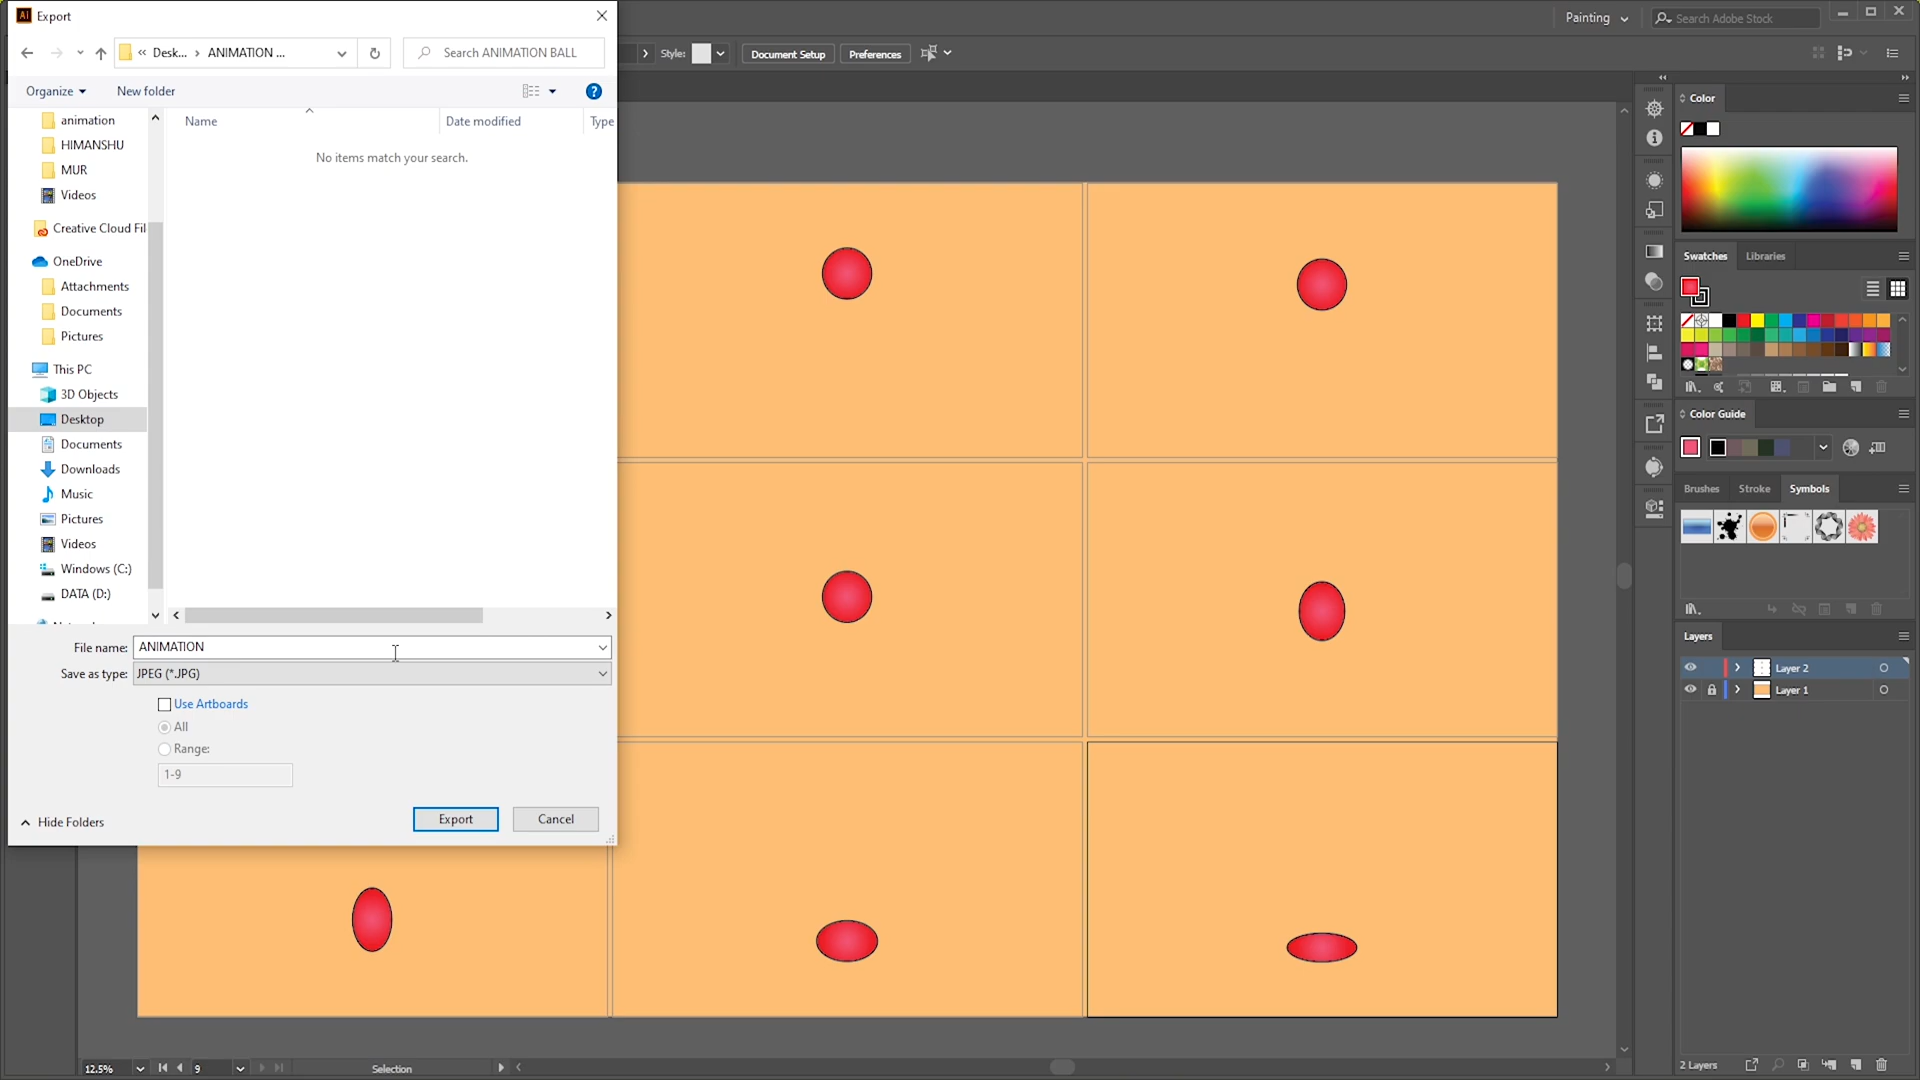 Ai Export
Painting
Search Adobe Stock
Desk... ANIMATION ...
Search ANIMATION BALL
Style:
Document Setup
Preferences
Organize
New folder
Name
Date modified
Type
No items match your search.
animation
HIMANSHU
MUR
Videos
Creative Cloud Fil
OneDrive
Attachments
Documents
Pictures
This PC
3D Objects
Desktop
Documents
Downloads
Music
Pictures
Videos
Windows (C:)
DATA (D:)
File name: ANIMATION
Save as type: JPEG (*.JPG)
Use Artboards
All
Range:
1-9
Hide Folders
Export
Cancel
Color
Swatches
Libraries
Color Guide
Brushes
Stroke
Symbols
Layers
Layer 2
Layer 1
12.5%
9
Selection
2 Layers